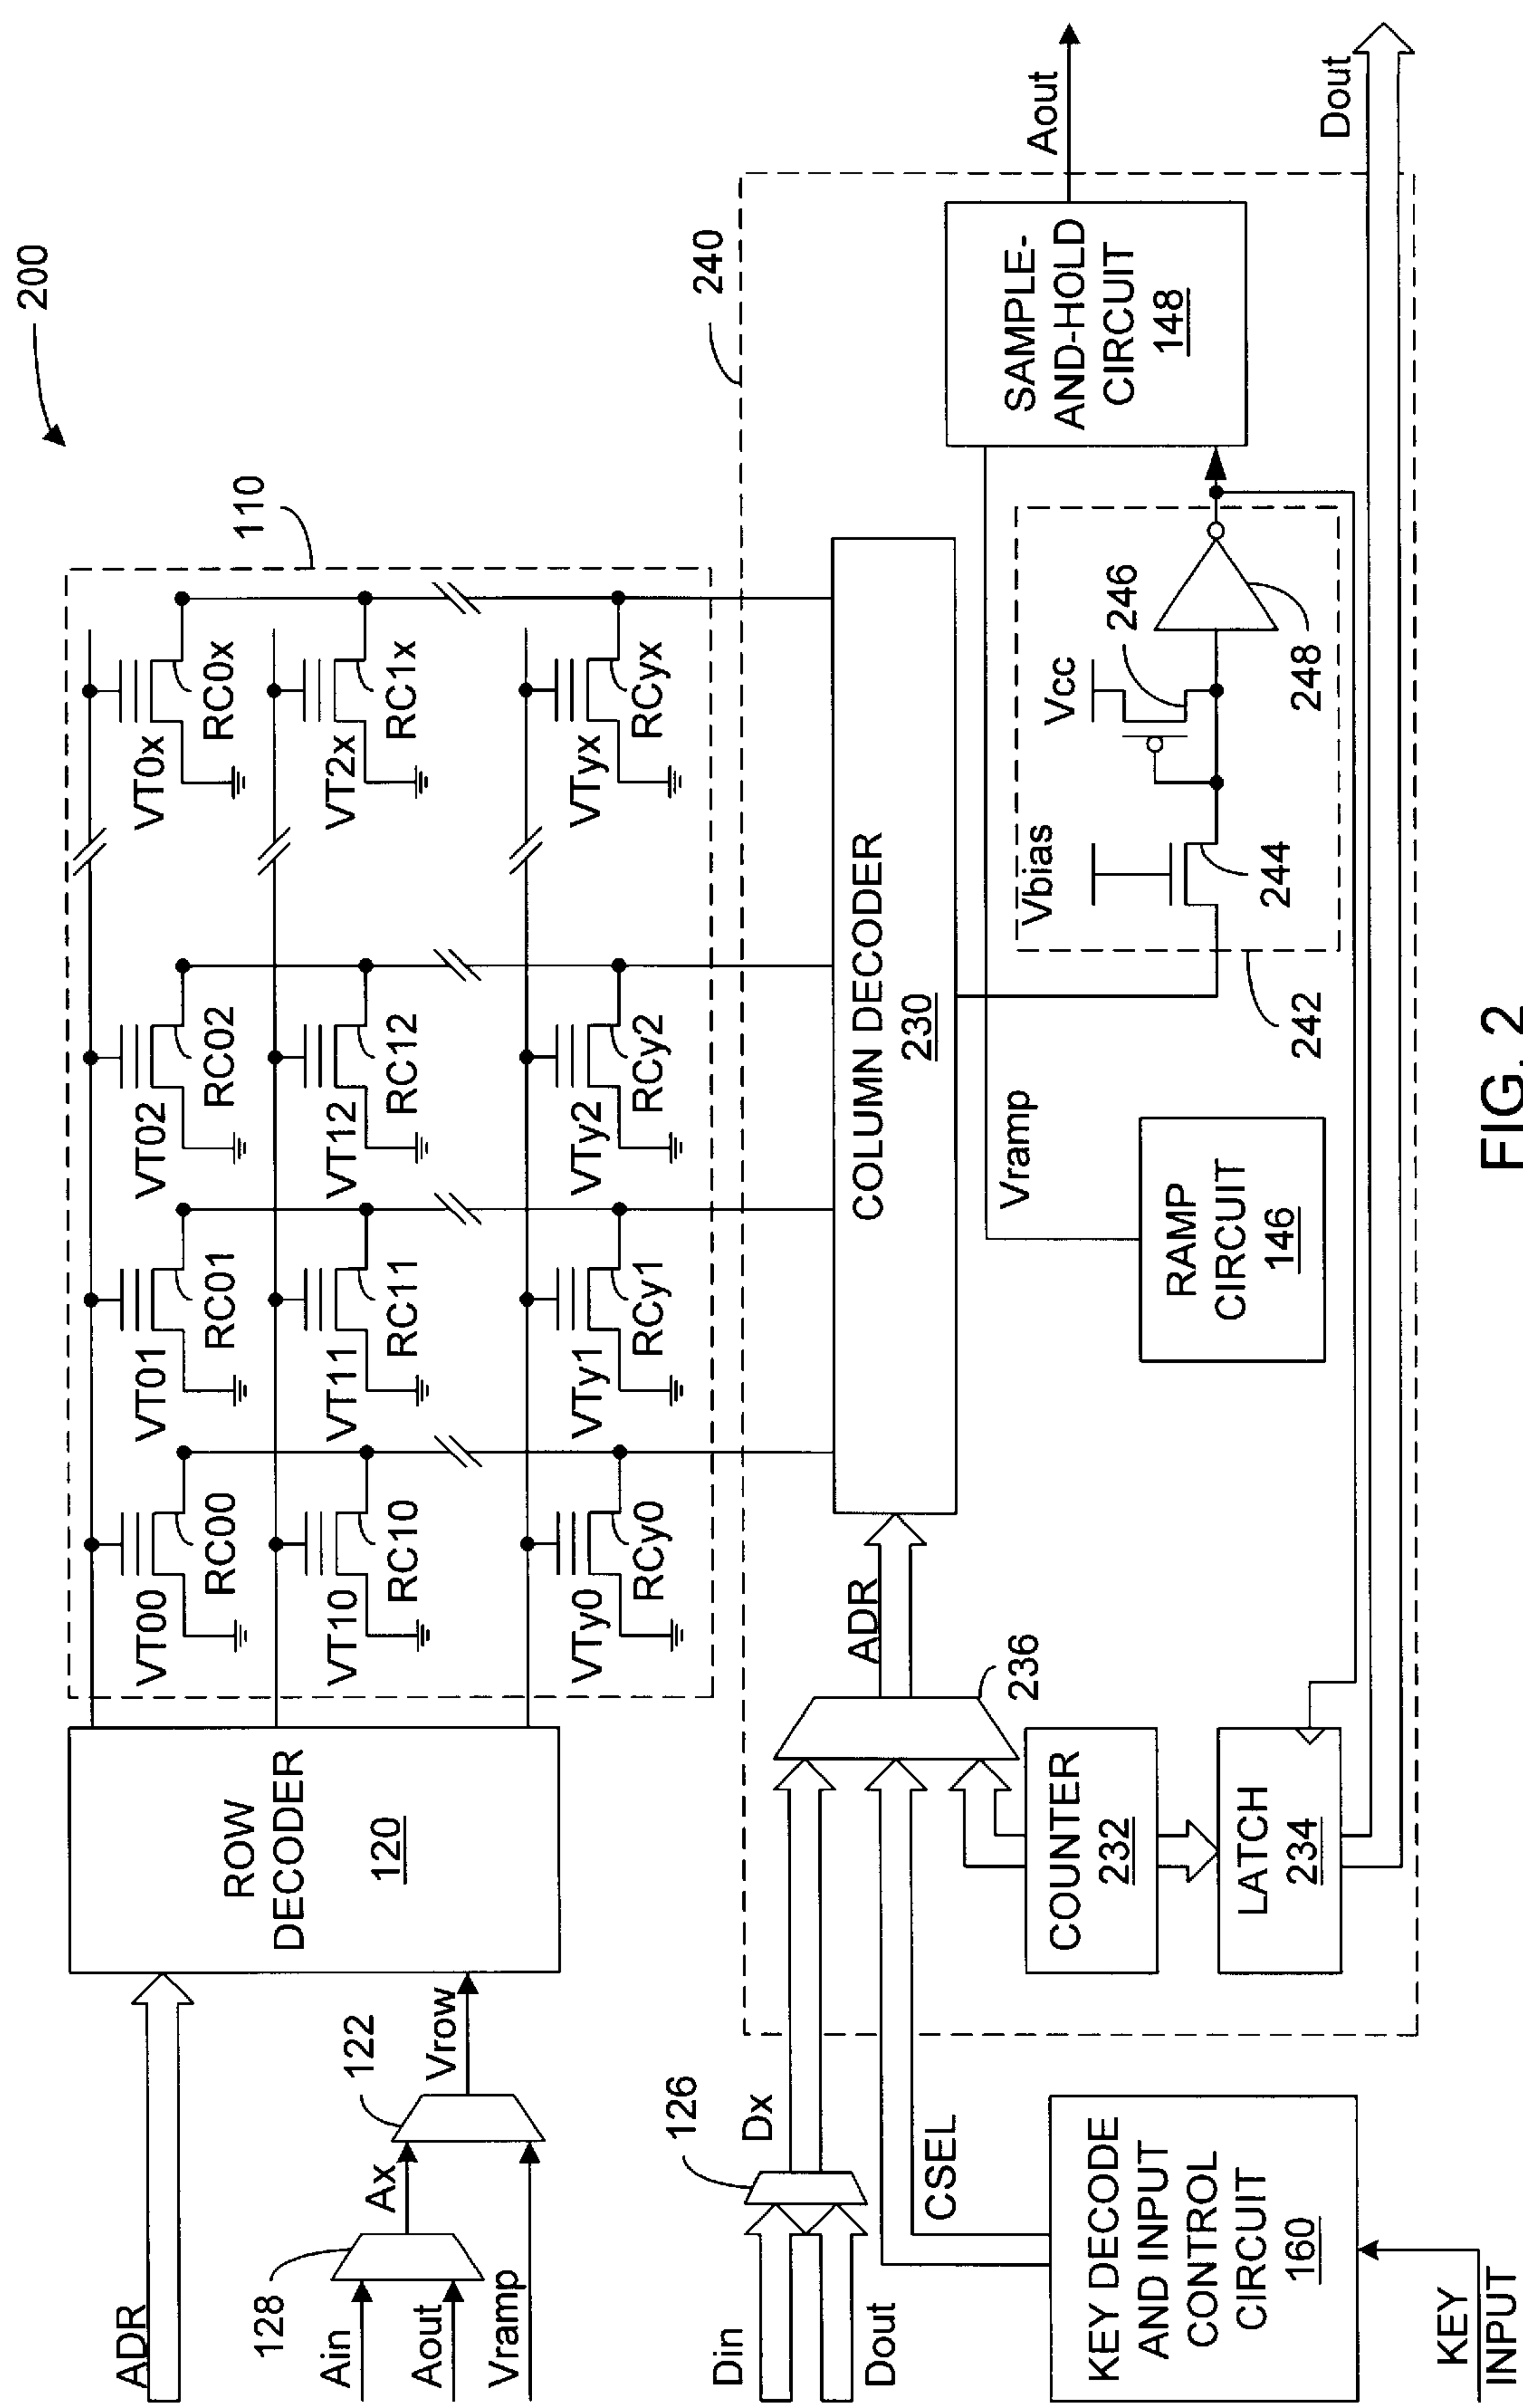 200
110
VT00
RC00
VT01
RC01
VT02
RC02
VT0x
RC0x
VT10
RC10
VT11
RC11
VT12
RC12
VT2x
RC1x
VTy0
RCy0
VTy1
RCy1
VTy2
RCy2
VTyx
RCyx
ROW
DECODER
120
ADR
128
Ain
Aout
Vramp
Ax
122
Vrow
240
126
Din
Dout
Dx
CSEL
ADR
236
COLUMN DECODER
230
COUNTER
232
LATCH
234
KEY DECODE
AND INPUT
CONTROL
CIRCUIT
160
KEY
INPUT
Vramp
RAMP
CIRCUIT
146
242
Vbias
244
Vcc
246
248
SAMPLE-
AND-HOLD
CIRCUIT
148
Aout
Dout
FIG. 2